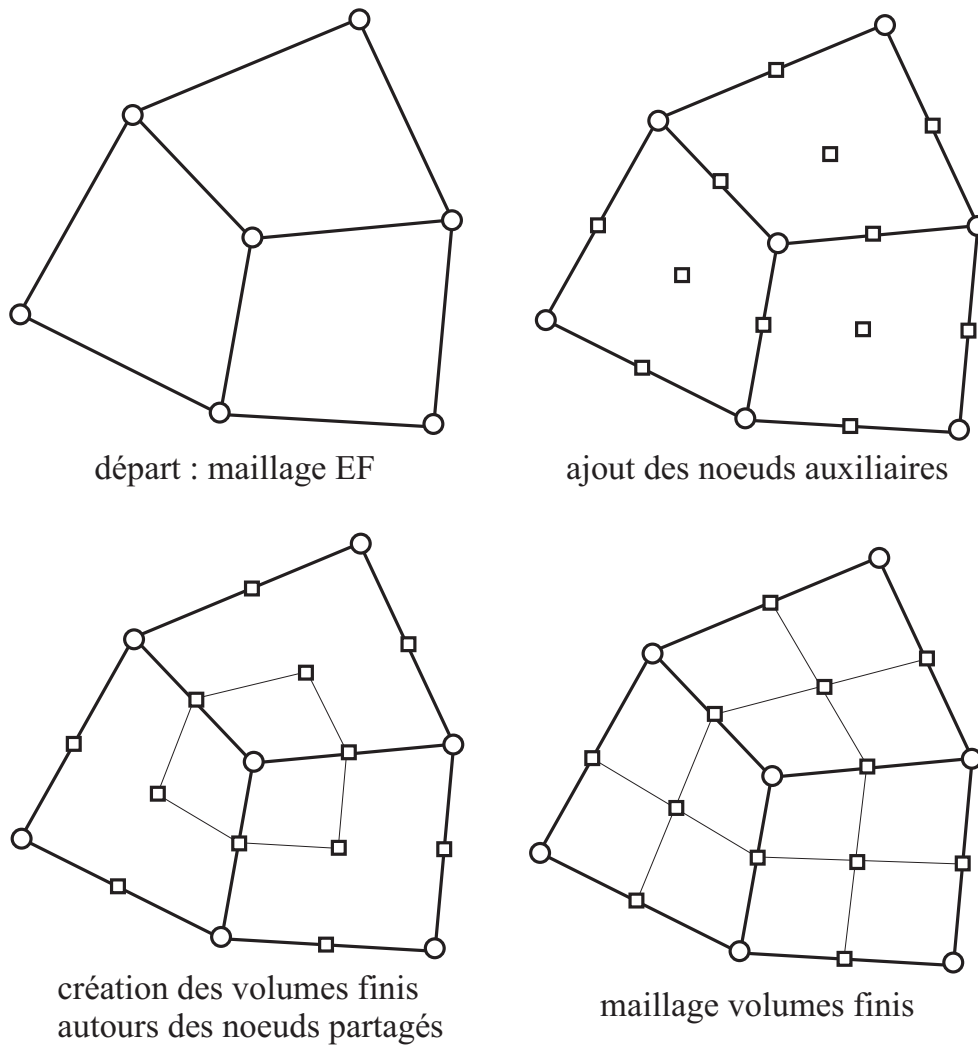 départ : maillage EF
ajout des noeuds auxiliaires
création des volumes finis
autours des noeuds partagés
maillage volumes finis